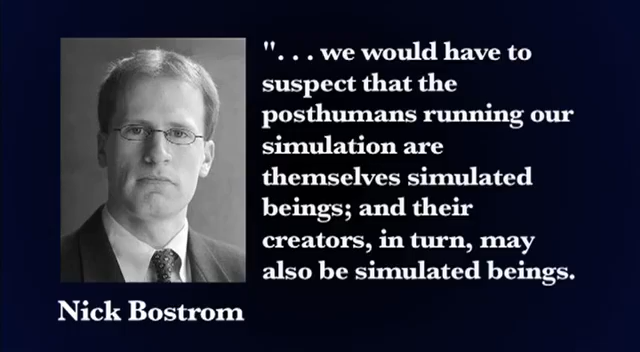 ". . . we would have to
suspect that the
posthumans running our
simulation are
themselves simulated
beings; and their
creators, in turn, may
also be simulated beings.
Nick Bostrom